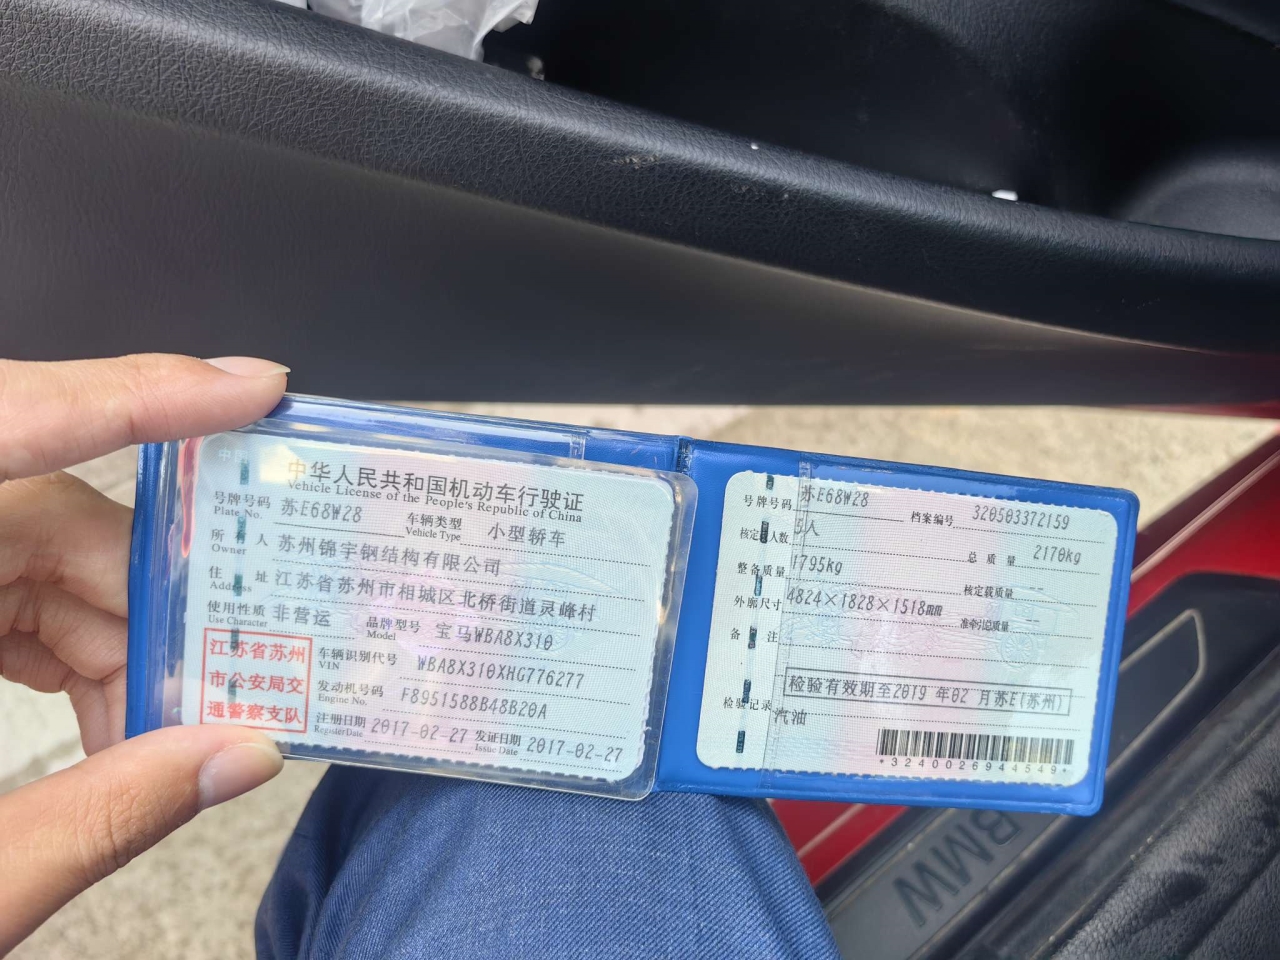 中华人民共和国机动车行驶证
Vehicle License of the People's Republic of China
号牌号码 苏E68W28 车辆类型 小型轿车
Plate No. Vehicle Type
所有人 苏州锦宇钢结构有限公司
Owner
住址 江苏省苏州市相城区北桥街道灵峰村
Address
使用性质 非营运 品牌型号 宝马WBA8X310
Use Character Model
江苏省苏州
市公安局交
通警察支队
车辆识别代号 WBA8X310XHG776277
VIN
发动机号码 F8951588B48B20A
Engine No.
注册日期 2017-02-27 发证日期 2017-02-27
Register Date Issue Date
号牌号码 苏E68W28 档案编号 320503372159
核定人数 5人 总质量 2170kg
整备质量 1795kg 核定载质量 --
外廓尺寸 4824×1828×1518mm 准牵引总质量 --
备注
检验有效期至2019年02月苏E(苏州)
检验记录 汽油
*3240026944549*
BMW